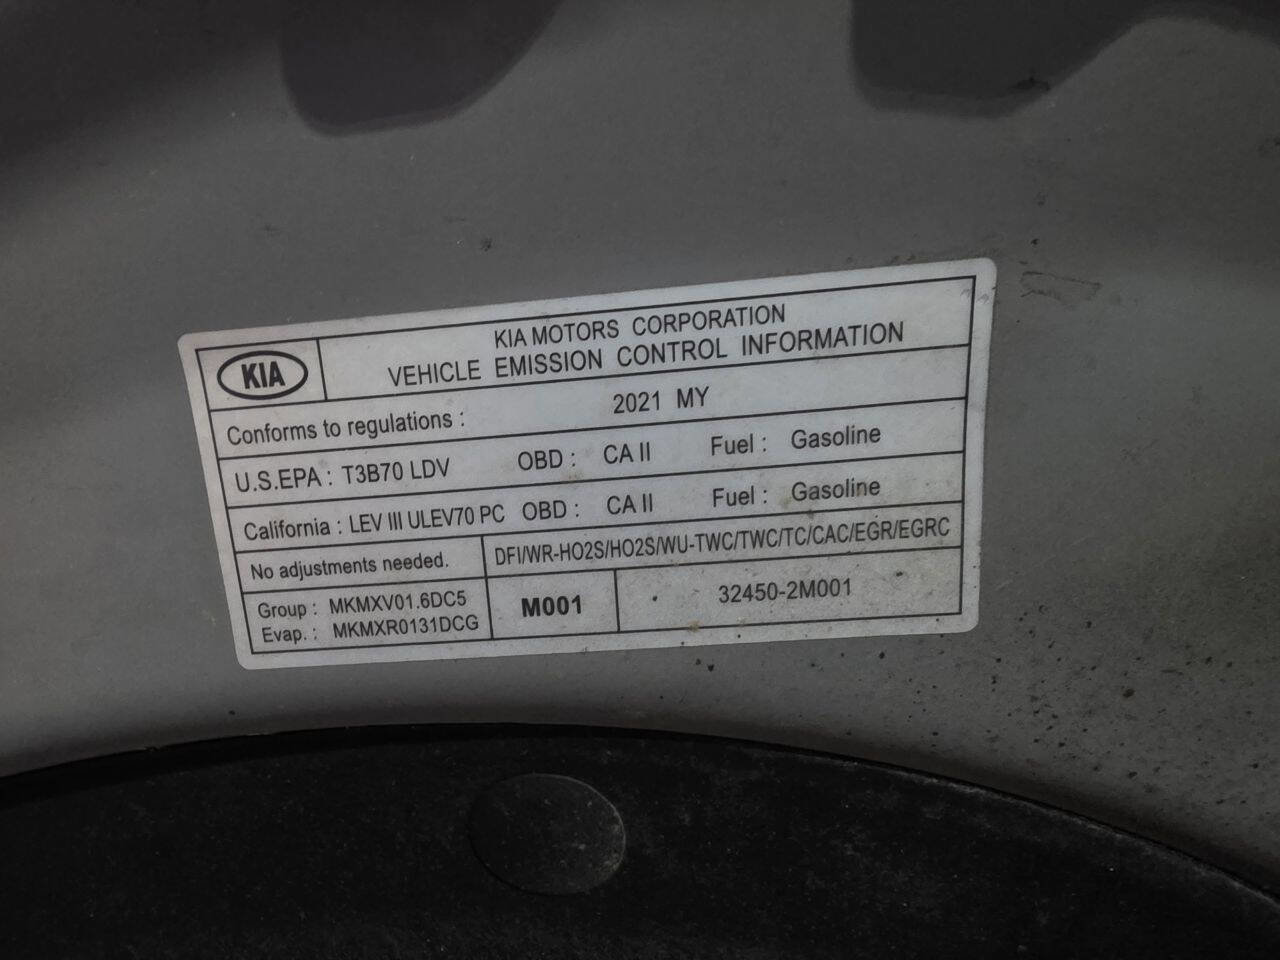 KIA
KIA MOTORS CORPORATION
VEHICLE EMISSION CONTROL INFORMATION
Conforms to regulations : 2021 MY
U.S.EPA : T3B70 LDV OBD : CA II Fuel : Gasoline
California : LEV III ULEV70 PC OBD : CA II Fuel : Gasoline
No adjustments needed. DFI/WR-HO2S/HO2S/WU-TWC/TWC/TC/CAC/EGR/EGRC
Group : MKMXV01.6DC5
Evap. : MKMXR0131DCG
M001
32450-2M001